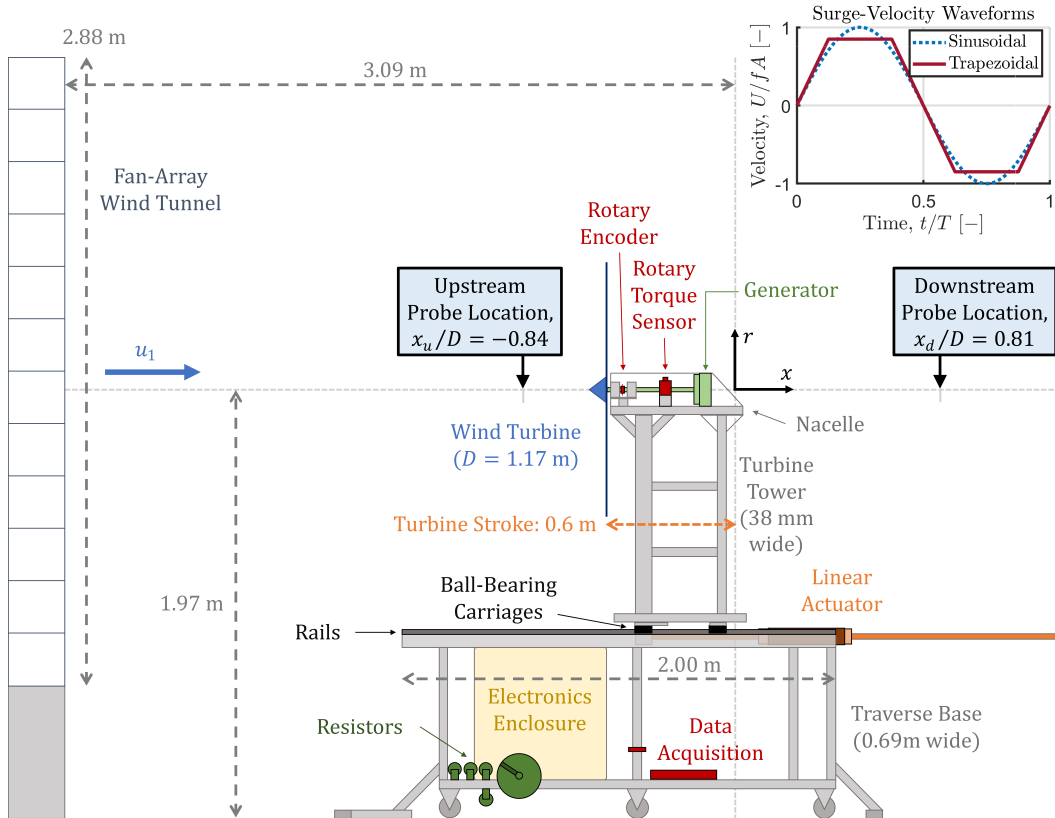 2.88 m
3.09 m
Fan-Array
Wind Tunnel
Surge-Velocity Waveforms
Sinusoidal
Trapezoidal
Velocity, U/fA [−]
1
0
-1
0
0.5
1
Time, t/T [−]
Rotary
Encoder
Rotary
Torque
Sensor
Generator
Upstream
Probe Location,
x_u/D = −0.84
Downstream
Probe Location,
x_d/D = 0.81
u_1
r
x
Wind Turbine
(D = 1.17 m)
Nacelle
Turbine
Tower
(38 mm
wide)
Turbine Stroke: 0.6 m
Ball-Bearing
Carriages
Linear
Actuator
1.97 m
Rails
2.00 m
Electronics
Enclosure
Resistors
Data
Acquisition
Traverse Base
(0.69m wide)